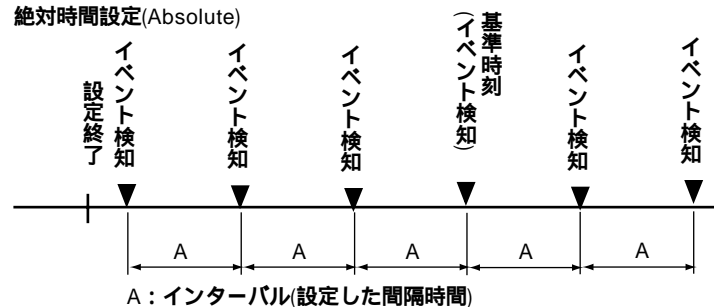 絶対時間設定(Absolute)
設定終了
イベント検知
イベント検知
イベント検知
基準時刻
(イベント検知)
イベント検知
イベント検知
A
A
A
A
A
A：インターバル(設定した間隔時間)